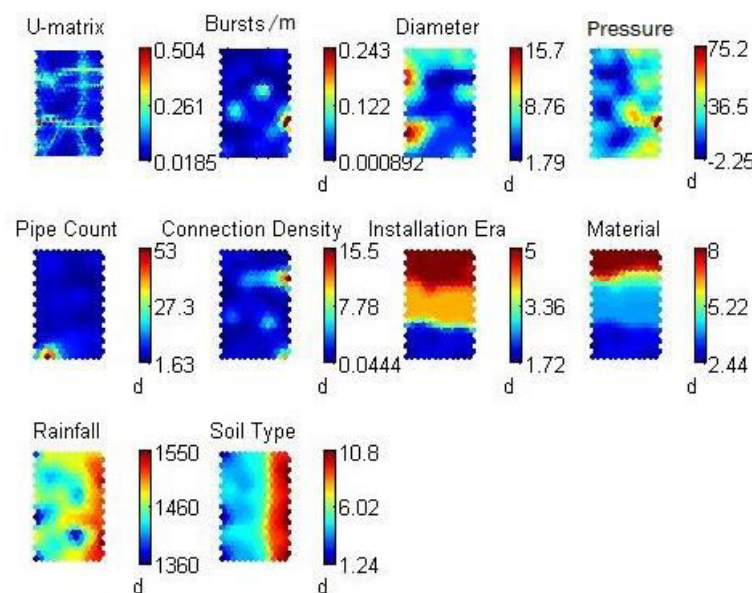 U-matrix
0.504
0.261
0.0185
Bursts/m
0.243
0.122
0.000892
d
Diameter
15.7
8.76
1.79
d
Pressure
75.2
36.5
-2.25
d
Pipe Count
53
27.3
1.63
d
Connection Density
15.5
7.78
0.0444
d
Installation Era
5
3.36
1.72
d
Material
8
5.22
2.44
d
Rainfall
1550
1460
1360
d
Soil Type
10.8
6.02
1.24
d